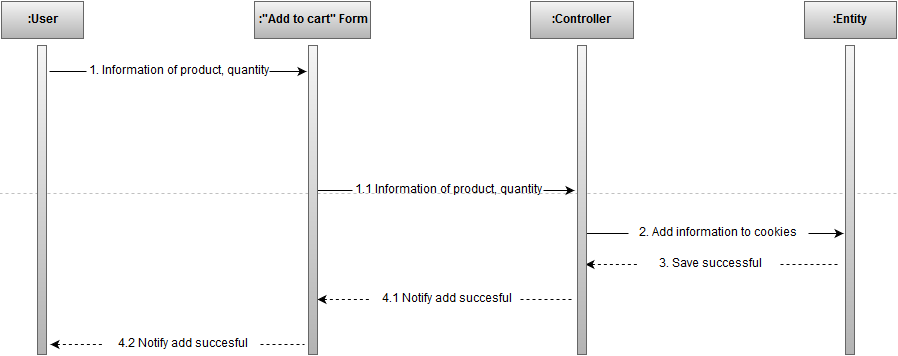 :User
:"Add to cart" Form
:Controller
:Entity
1. Information of product, quantity
1.1 Information of product, quantity
2. Add information to cookies
3. Save successful
4.1 Notify add succesful
4.2 Notify add succesful